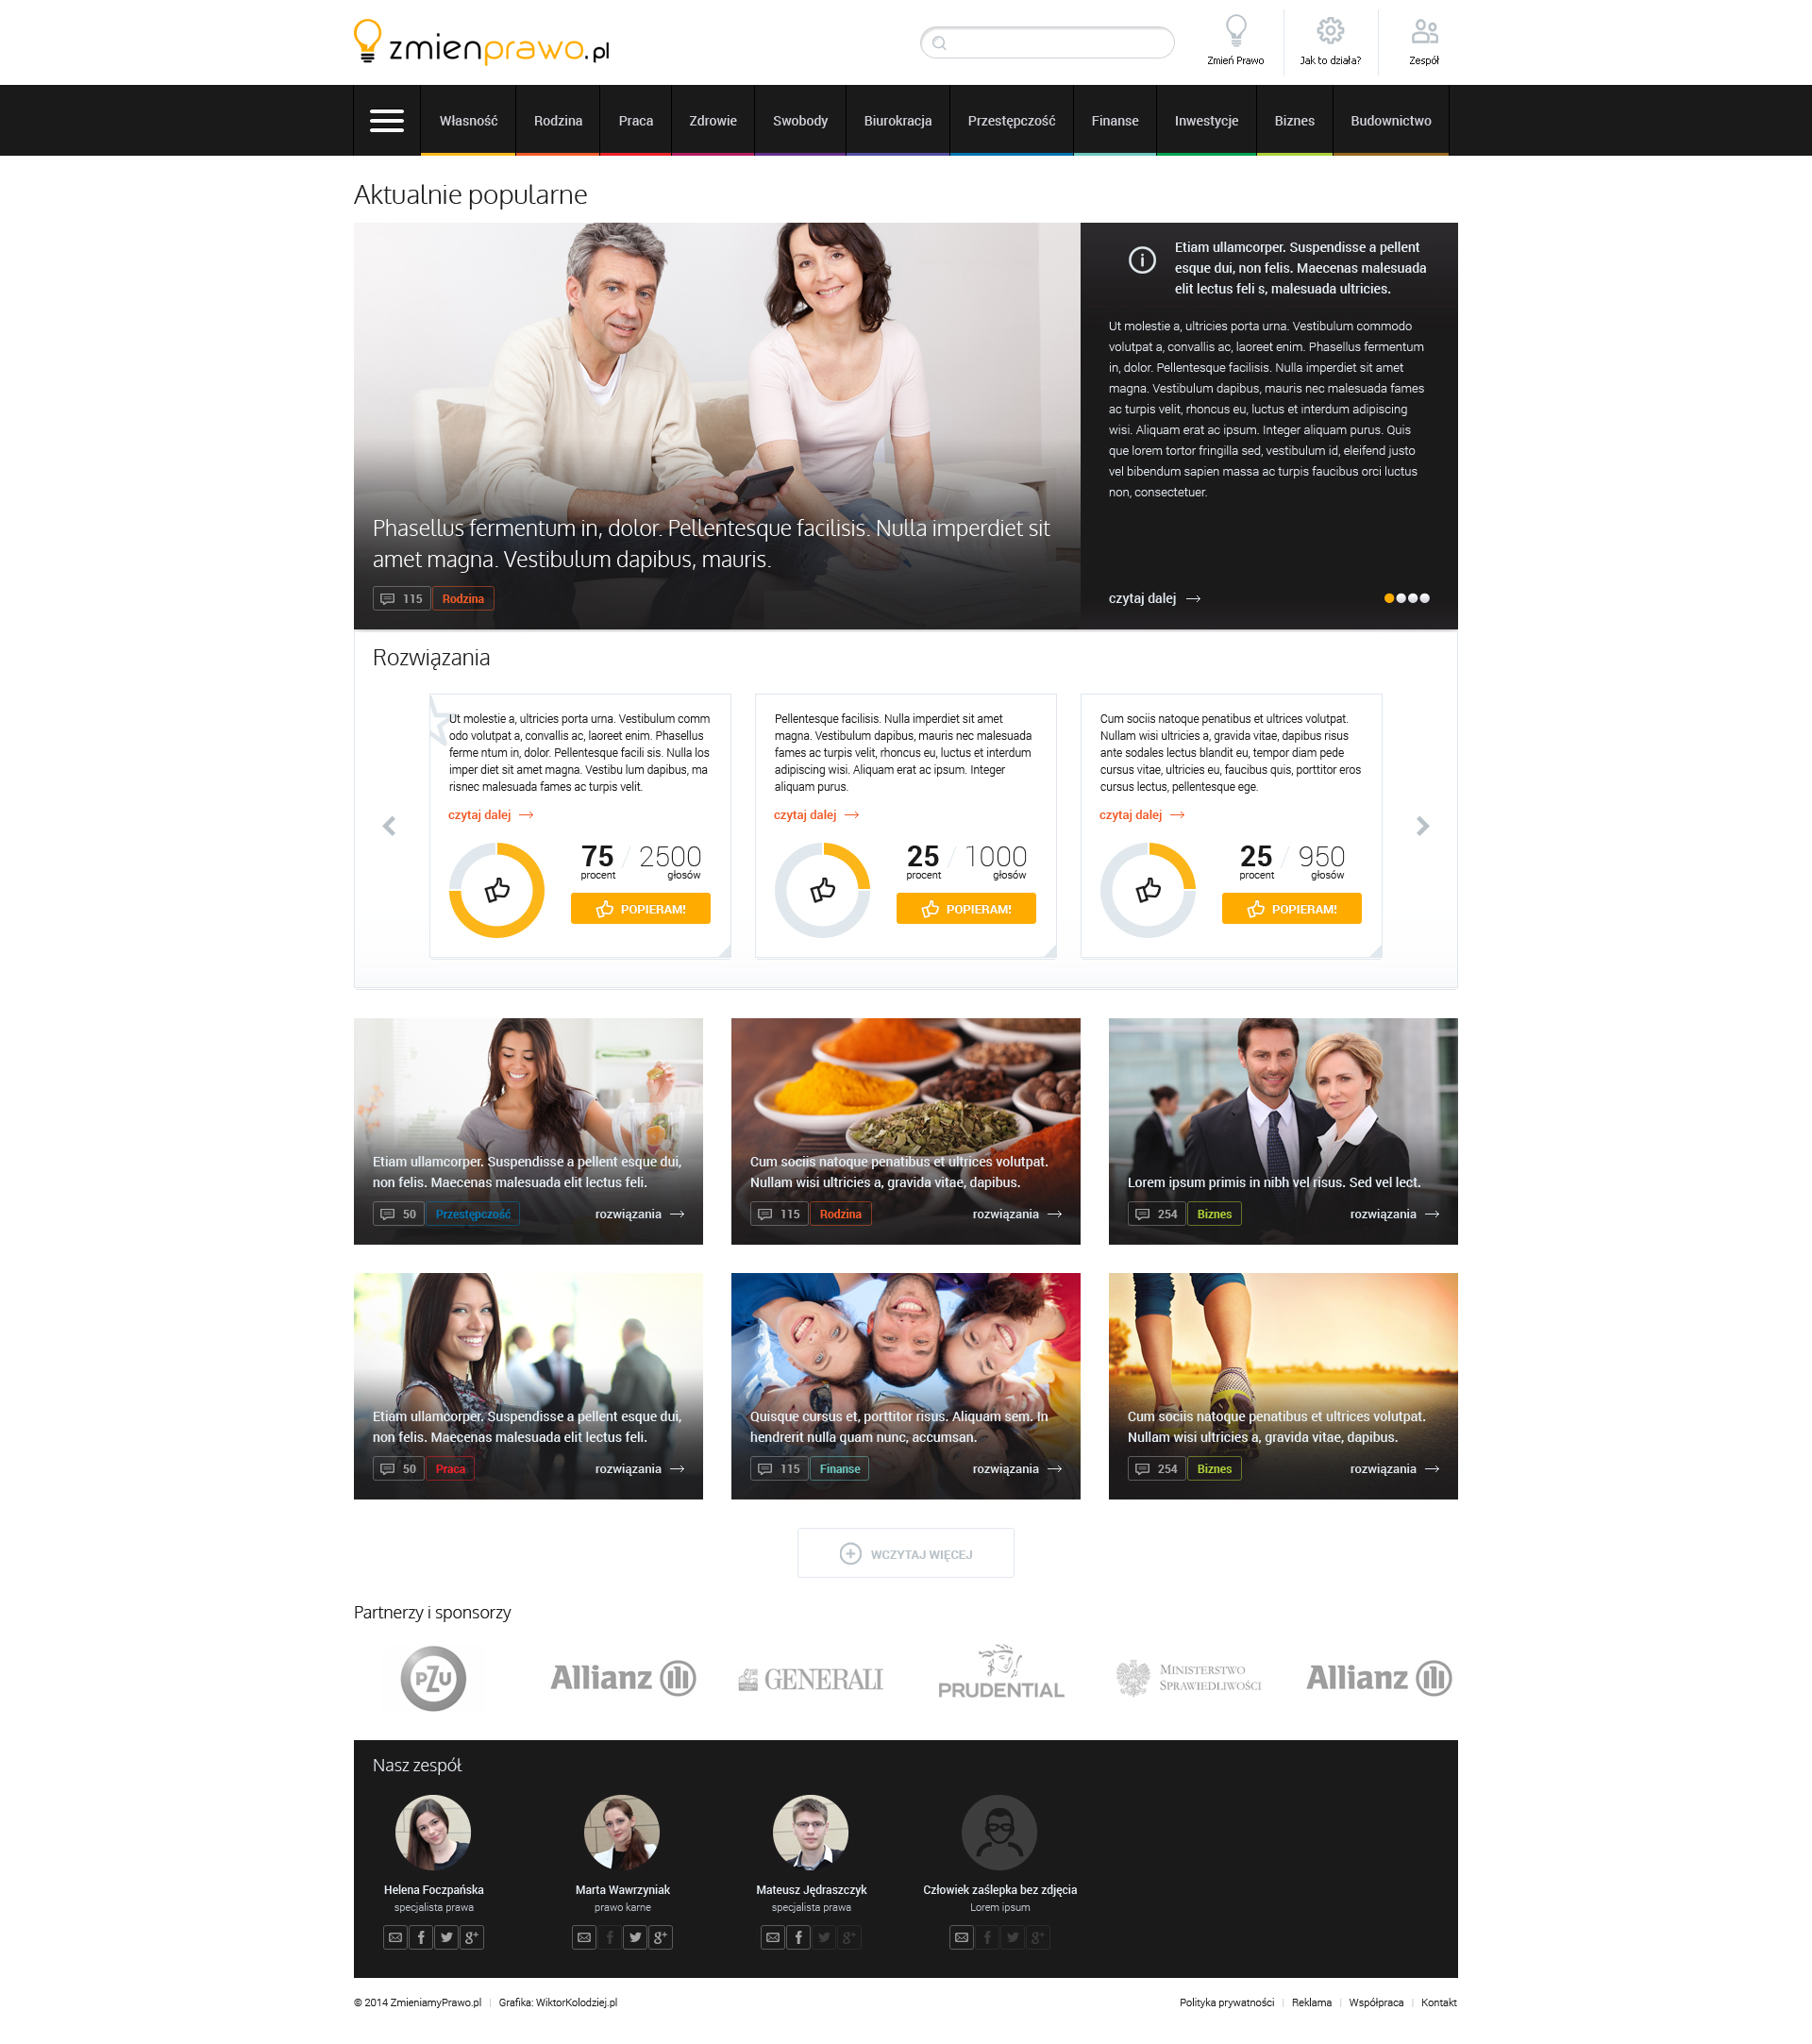 zmienprawo.pl
Zmień Prawo
Jak to działa?
Zespół
Własność
Rodzina
Praca
Zdrowie
Swobody
Biurokracja
Przestępczość
Finanse
Inwestycje
Biznes
Budownictwo
Aktualnie popularne
Phasellus fermentum in, dolor. Pellentesque facilisis. Nulla imperdiet sit
amet magna. Vestibulum dapibus, mauris.
115
Rodzina
Etiam ullamcorper. Suspendisse a pellent
esque dui, non felis. Maecenas malesuada
elit lectus feli s, malesuada ultricies.
Ut molestie a, ultricies porta urna. Vestibulum commodo
volutpat a, convallis ac, laoreet enim. Phasellus fermentum
in, dolor. Pellentesque facilisis. Nulla imperdiet sit amet
magna. Vestibulum dapibus, mauris nec malesuada fames
ac turpis velit, rhoncus eu, luctus et interdum adipiscing
wisi. Aliquam erat ac ipsum. Integer aliquam purus. Quis
que lorem tortor fringilla sed, vestibulum id, eleifend justo
vel bibendum sapien massa ac turpis faucibus orci luctus
non, consectetuer.
czytaj dalej
Rozwiązania
Ut molestie a, ultricies porta urna. Vestibulum comm
odo volutpat a, convallis ac, laoreet enim. Phasellus
ferme ntum in, dolor. Pellentesque facili sis. Nulla los
imper diet sit amet magna. Vestibu lum dapibus, ma
risnec malesuada fames ac turpis velit.
czytaj dalej
75 / 2500
procent głosów
POPIERAM!
Pellentesque facilisis. Nulla imperdiet sit amet
magna. Vestibulum dapibus, mauris nec malesuada
fames ac turpis velit, rhoncus eu, luctus et interdum
adipiscing wisi. Aliquam erat ac ipsum. Integer
aliquam purus.
czytaj dalej
25 / 1000
procent głosów
POPIERAM!
Cum sociis natoque penatibus et ultrices volutpat.
Nullam wisi ultricies a, gravida vitae, dapibus risus
ante sodales lectus blandit eu, tempor diam pede
cursus vitae, ultricies eu, faucibus quis, porttitor eros
cursus lectus, pellentesque ege.
czytaj dalej
25 / 950
procent głosów
POPIERAM!
Etiam ullamcorper. Suspendisse a pellent esque dui,
non felis. Maecenas malesuada elit lectus feli.
50
Przestępczość
rozwiązania
Cum sociis natoque penatibus et ultrices volutpat.
Nullam wisi ultricies a, gravida vitae, dapibus.
115
Rodzina
rozwiązania
Lorem ipsum primis in nibh vel risus. Sed vel lect.
254
Biznes
rozwiązania
Etiam ullamcorper. Suspendisse a pellent esque dui,
non felis. Maecenas malesuada elit lectus feli.
50
Praca
rozwiązania
Quisque cursus et, porttitor risus. Aliquam sem. In
hendrerit nulla quam nunc, accumsan.
115
Finanse
rozwiązania
Cum sociis natoque penatibus et ultrices volutpat.
Nullam wisi ultricies a, gravida vitae, dapibus.
254
Biznes
rozwiązania
WCZYTAJ WIĘCEJ
Partnerzy i sponsorzy
PZU
Allianz
GENERALI
PRUDENTIAL
MINISTERSTWO
SPRAWIEDLIWOŚCI
Allianz
Nasz zespół
Helena Foczpańska
specjalista prawa
Marta Wawrzyniak
prawo karne
Mateusz Jędraszczyk
specjalista prawa
Człowiek zaślepka bez zdjęcia
Lorem ipsum
© 2014 ZmieniamyPrawo.pl | Grafika: WiktorKolodziej.pl
Polityka prywatności | Reklama | Współpraca | Kontakt